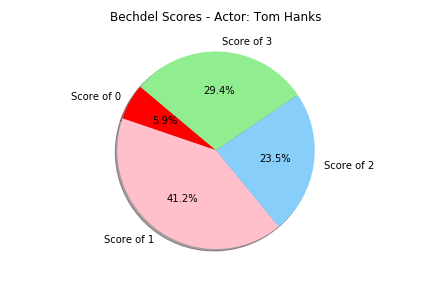 Bechdel Scores - Actor: Tom Hanks
Score of 3
29.4%
Score of 0
5.9%
23.5%
Score of 2
41.2%
Score of 1